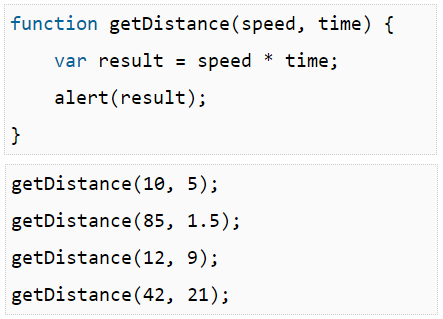 function getDistance(speed, time) {
    var result = speed * time;
    alert(result);
}
getDistance(10, 5);
getDistance(85, 1.5);
getDistance(12, 9);
getDistance(42, 21);